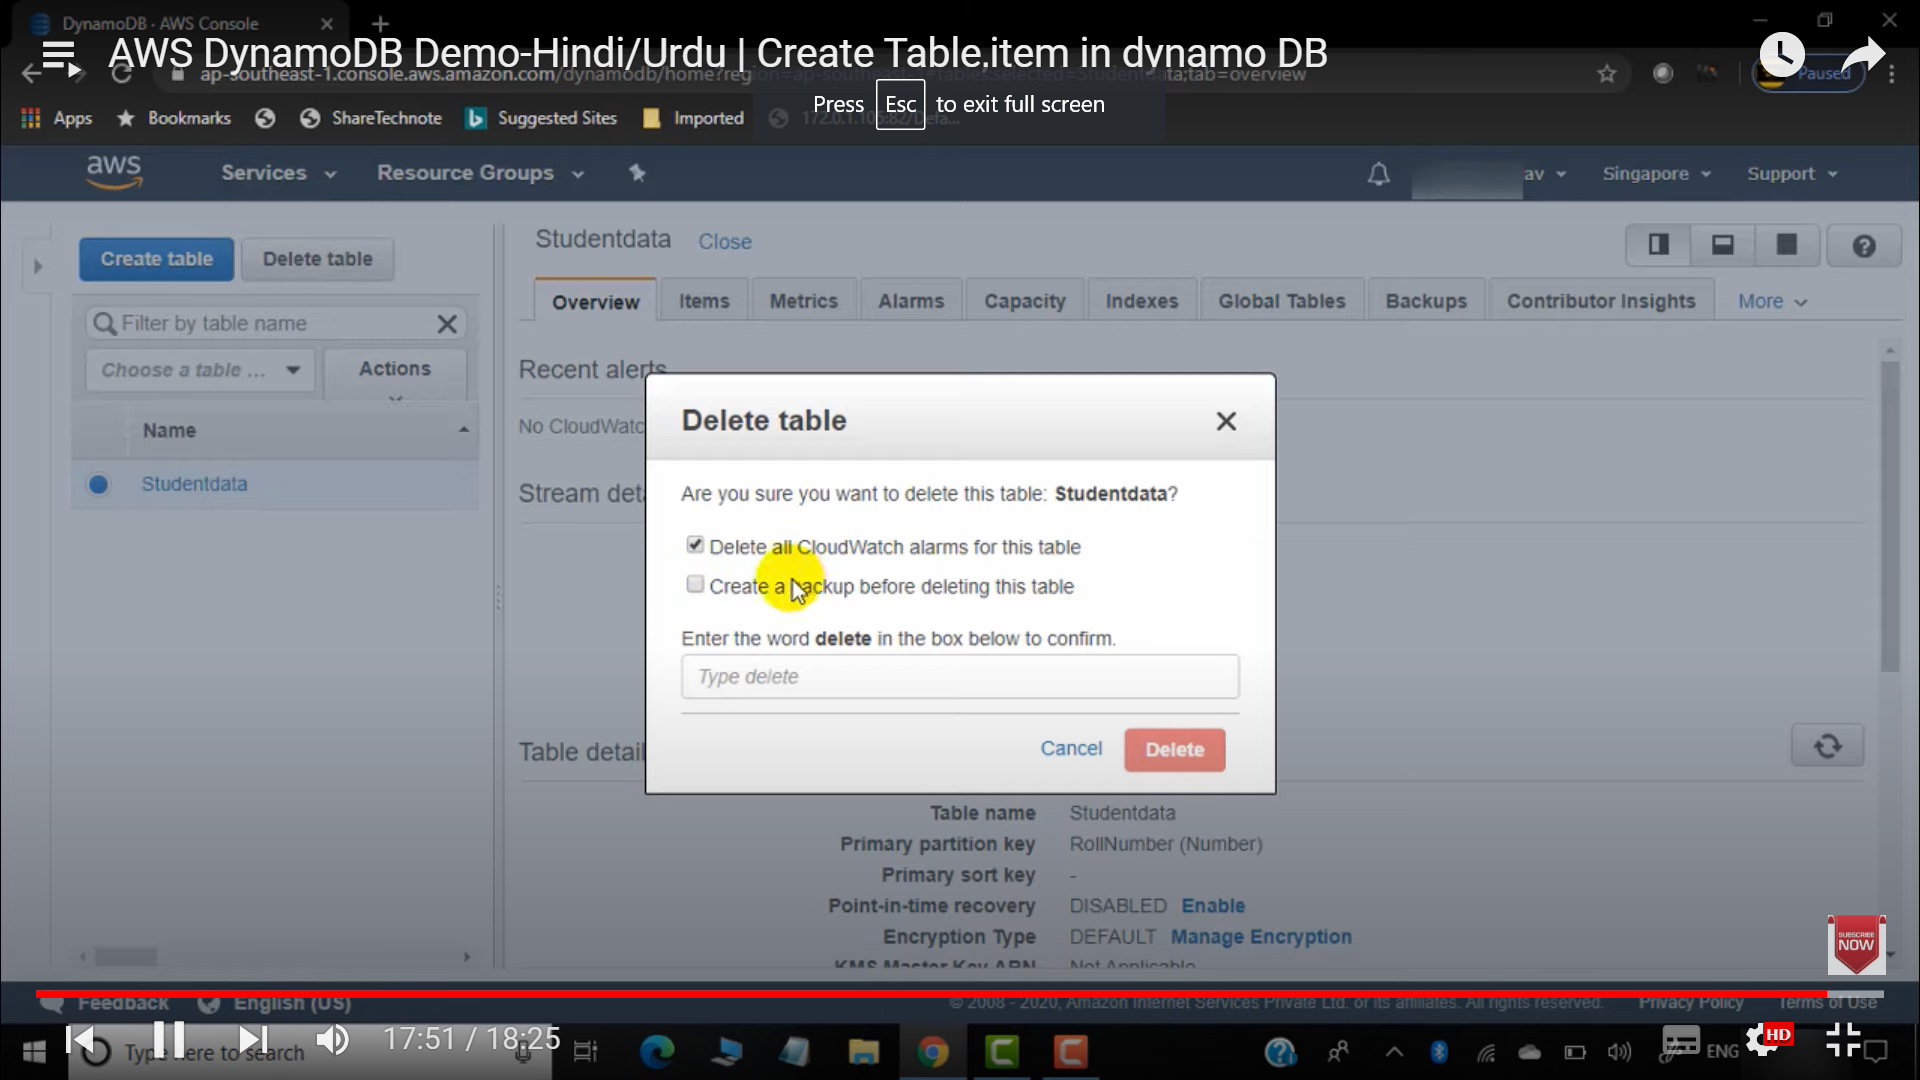 DynamoDB · AWS Console
AWS DynamoDB Demo-Hindi/Urdu | Create Table,item in dynamo DB
ap-southeast-1.console.aws.amazon.com/dynamodb/home?
tab=overview
Paused
Press Esc to exit full screen
Apps
Bookmarks
ShareTechnote
Suggested Sites
Imported
aws
Services
Resource Groups
av
Singapore
Support
Create table
Delete table
Studentdata
Close
Overview
Items
Metrics
Alarms
Capacity
Indexes
Global Tables
Backups
Contributor Insights
More
Filter by table name
Choose a table ...
Actions
Name
Studentdata
Recent alerts
No CloudWatc
Stream det
Delete table
Are you sure you want to delete this table: Studentdata?
Delete all CloudWatch alarms for this table
Create a backup before deleting this table
Enter the word delete in the box below to confirm.
Type delete
Cancel
Delete
Table detail
Table name Studentdata
Primary partition key RollNumber (Number)
Primary sort key -
Point-in-time recovery DISABLED Enable
Encryption Type DEFAULT Manage Encryption
KMS Master Key ARN Not Applicable
SUBSCRIBE
NOW
Feedback
English (US)
© 2008 - 2020, Amazon Internet Services Private Ltd. or its affiliates. All rights reserved.
Privacy Policy
Terms of Use
17:51 / 18:25
Type here to search
HD
ENG